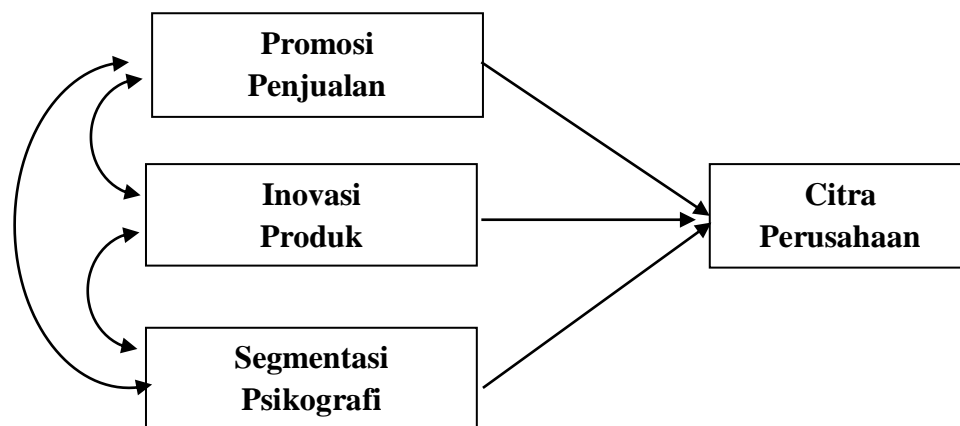 Promosi
Penjualan
Inovasi
Produk
Citra
Perusahaan
Segmentasi
Psikografi